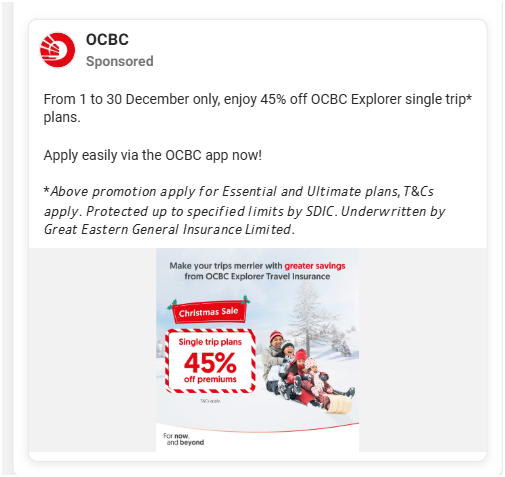 OCBC
Sponsored
From 1 to 30 December only, enjoy 45% off OCBC Explorer single trip*
plans.
Apply easily via the OCBC app now!
*Above promotion apply for Essential and Ultimate plans, T&Cs
apply. Protected up to specified limits by SDIC. Underwritten by
Great Eastern General Insurance Limited.
Make your trips merrier with greater savings
from OCBC Explorer Travel Insurance
Christmas Sale
Single trip plans
45%
off premiums
T&Cs apply.
For now,
and beyond